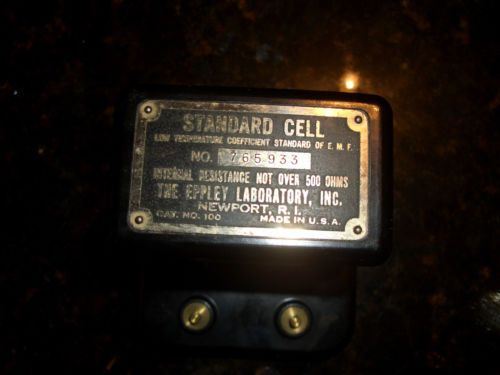 STANDARD CELL
LOW TEMPERATURE COEFFICIENT STANDARD OF E. M. F.
NO. 765933
INTERNAL RESISTANCE NOT OVER 500 OHMS
THE EPPLEY LABORATORY, INC.
NEWPORT, R. I.
CAT. NO. 100 MADE IN U.S.A.